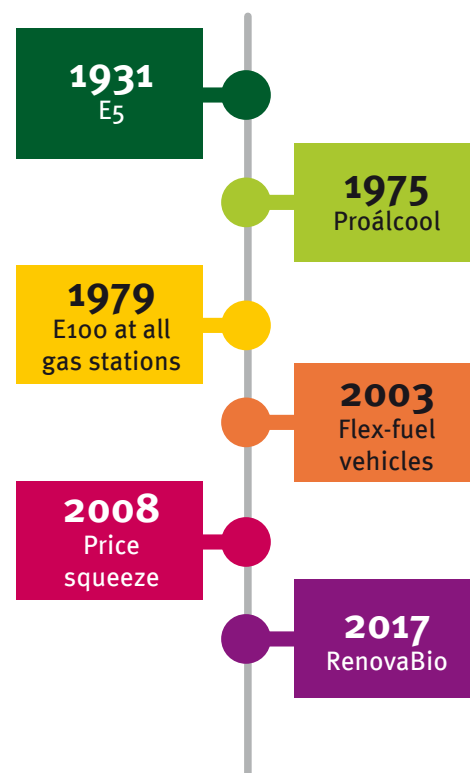 1931
E5
1975
Proálcool
1979
E100 at all
gas stations
2003
Flex-fuel
vehicles
2008
Price
squeeze
2017
RenovaBio